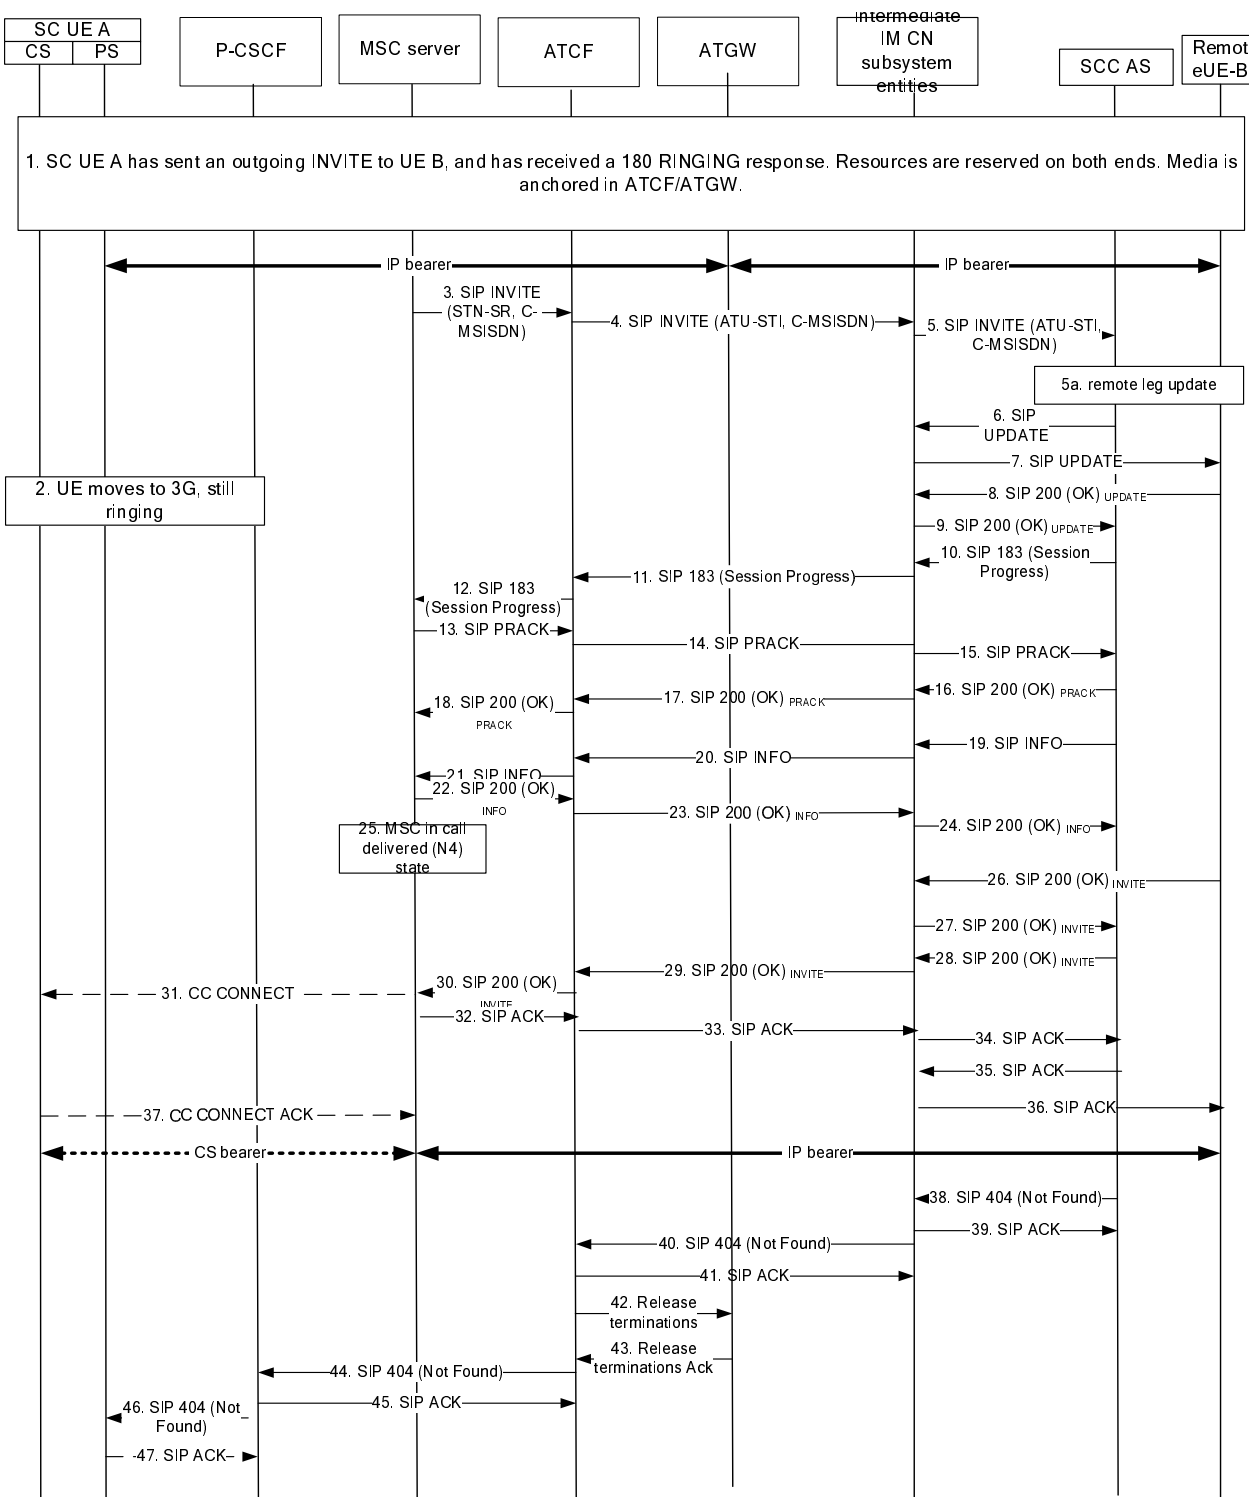 SC UE A
CS
PS
P-CSCF
MSC server
ATCF
ATGW
Intermediate
IM CN
subsystem
entities
SCC AS
Remot
eUE-B
1. SC UE A has sent an outgoing INVITE to UE B, and has received a 180 RINGING response. Resources are reserved on both ends. Media is
anchored in ATCF/ATGW.
IP bearer
IP bearer
3. SIP INVITE
(STN-SR, C-
MSISDN)
4. SIP INVITE (ATU-STI, C-MSISDN)
5. SIP INVITE (ATU-STI,
C-MSISDN)
5a. remote leg update
6. SIP
UPDATE
7. SIP UPDATE
2. UE moves to 3G, still
ringing
8. SIP 200 (OK) UPDATE
9. SIP 200 (OK) UPDATE
10. SIP 183 (Session
Progress)
11. SIP 183 (Session Progress)
12. SIP 183
(Session Progress)
13. SIP PRACK
14. SIP PRACK
15. SIP PRACK
16. SIP 200 (OK) PRACK
17. SIP 200 (OK) PRACK
18. SIP 200 (OK)
PRACK
19. SIP INFO
20. SIP INFO
21. SIP INFO
22. SIP 200 (OK)
INFO
23. SIP 200 (OK) INFO
24. SIP 200 (OK) INFO
25. MSC in call
delivered (N4)
state
26. SIP 200 (OK) INVITE
27. SIP 200 (OK) INVITE
28. SIP 200 (OK) INVITE
29. SIP 200 (OK) INVITE
30. SIP 200 (OK)
INVITE
31. CC CONNECT
32. SIP ACK
33. SIP ACK
34. SIP ACK
35. SIP ACK
36. SIP ACK
37. CC CONNECT ACK
CS bearer
IP bearer
38. SIP 404 (Not Found)
39. SIP ACK
40. SIP 404 (Not Found)
41. SIP ACK
42. Release
terminations
43. Release
terminations Ack
44. SIP 404 (Not Found)
45. SIP ACK
46. SIP 404 (Not
Found)
47. SIP ACK